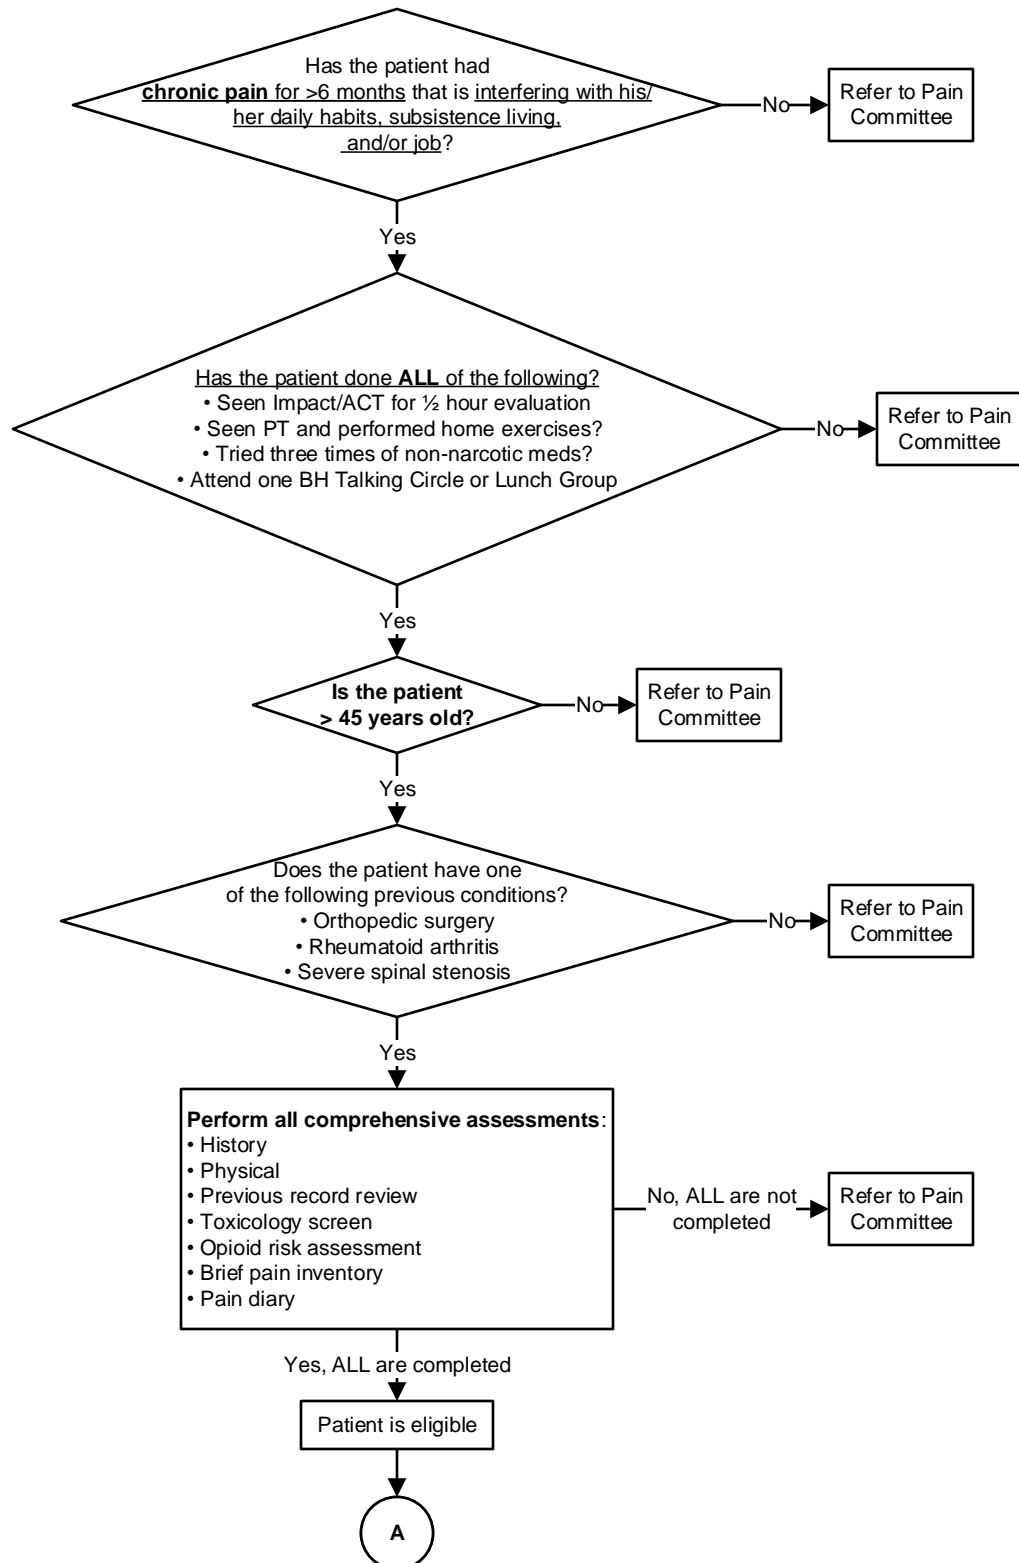 Has the patient had
chronic pain for >6 months that is interfering with his/
her daily habits, subsistence living,
and/or job?
No
Refer to Pain
Committee
Yes
Has the patient done ALL of the following?
• Seen Impact/ACT for ½ hour evaluation
• Seen PT and performed home exercises?
• Tried three times of non-narcotic meds?
• Attend one BH Talking Circle or Lunch Group
No
Refer to Pain
Committee
Yes
Is the patient
> 45 years old?
No
Refer to Pain
Committee
Yes
Does the patient have one
of the following previous conditions?
• Orthopedic surgery
• Rheumatoid arthritis
• Severe spinal stenosis
No
Refer to Pain
Committee
Yes
Perform all comprehensive assessments:
• History
• Physical
• Previous record review
• Toxicology screen
• Opioid risk assessment
• Brief pain inventory
• Pain diary
No, ALL are not
completed
Refer to Pain
Committee
Yes, ALL are completed
Patient is eligible
A